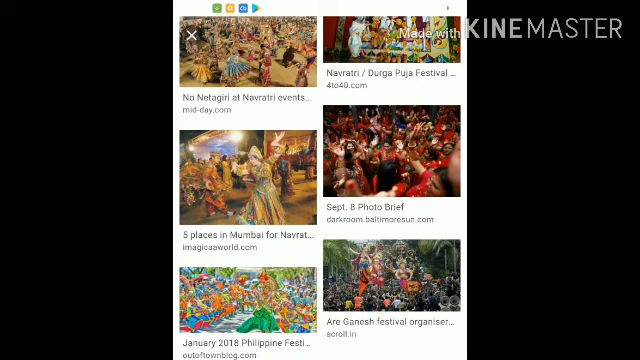 Made with KINEMASTER
No Netagiri at Navratri events...
mid-day.com
5 places in Mumbai for Navrat...
imagicaaworld.com
January 2018 Philippine Festi...
outoftownblog.com
Navratri / Durga Puja Festival ...
4to40.com
Sept. 8 Photo Brief
darkroom.baltimoresun.com
Are Ganesh festival organiser...
scroll.in